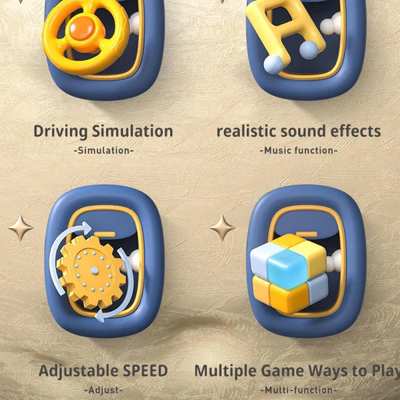 Driving Simulation
realistic sound effects
-Simulation-
-Music function-
Adjustable SPEED
Multiple Game Ways to Play
-Adjust-
-Multi-function-